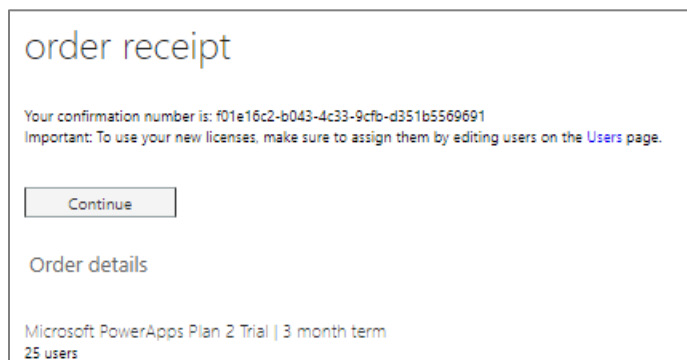 order receipt
Your confirmation number is: f01e16c2-b043-4c33-9cfb-d351b5569691
Important: To use your new licenses, make sure to assign them by editing users on the Users page.
Continue
Order details
Microsoft PowerApps Plan 2 Trial | 3 month term
25 users